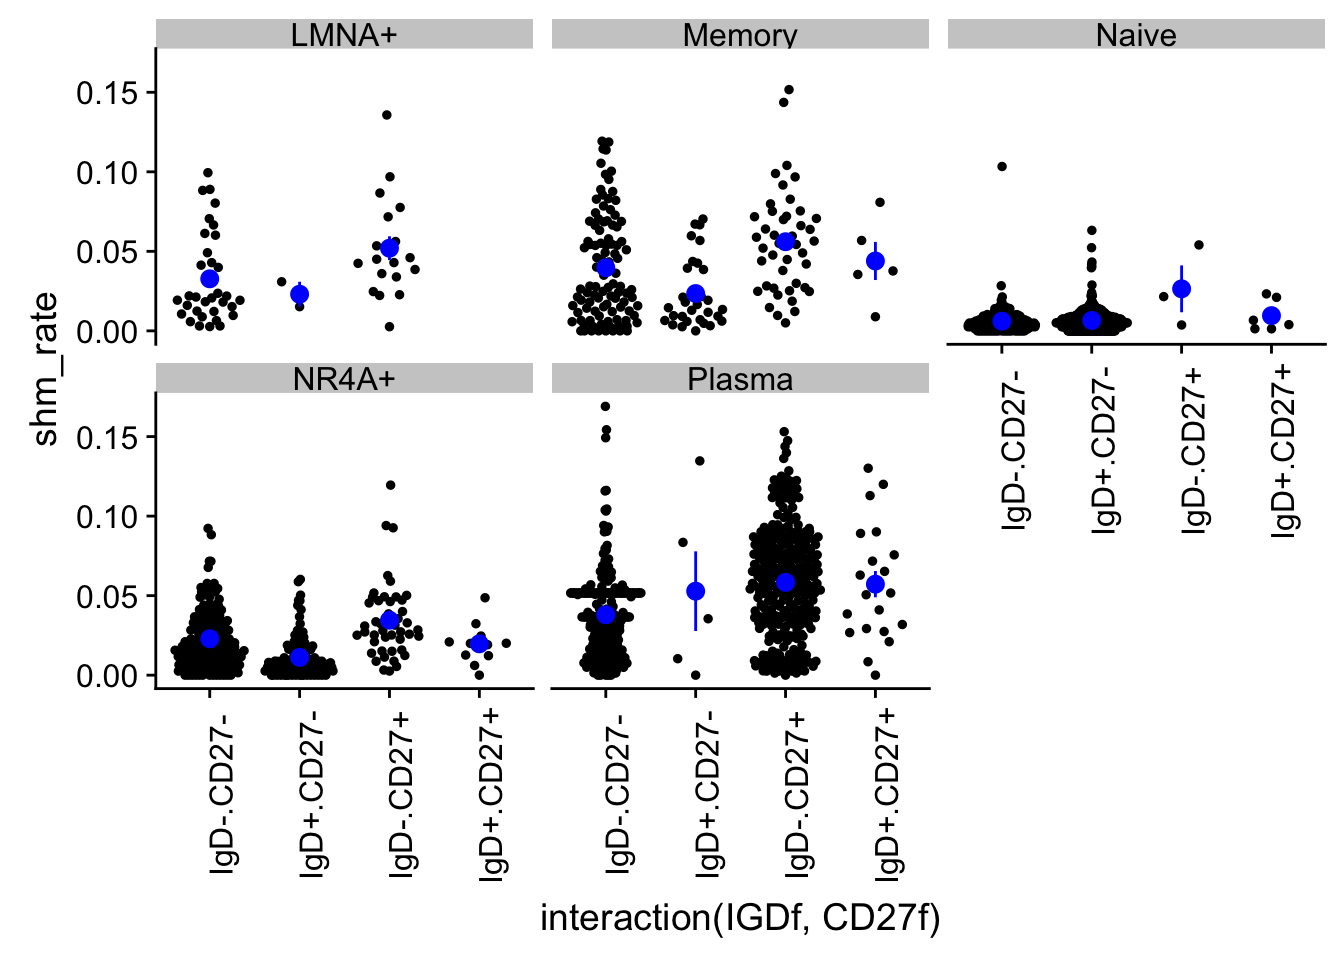 LMNA+
Memory
Naive
0.15
0.10
0.05
0.00
NR4A+
Plasma
shm_rate
0.15
0.10
0.05
0.00
IgD-.CD27-
IgD+.CD27-
IgD-.CD27+
IgD+.CD27+
IgD-.CD27-
IgD+.CD27-
IgD-.CD27+
IgD+.CD27+
IgD-.CD27-
IgD+.CD27-
IgD-.CD27+
IgD+.CD27+
interaction(IGDf, CD27f)